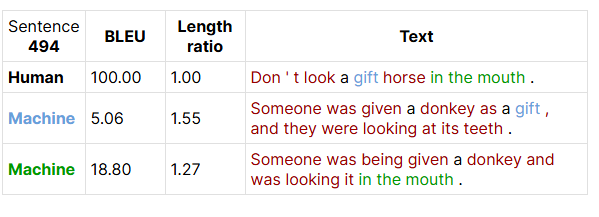 Sentence 494 BLEU Length ratio Text
Human 100.00 1.00 Don ' t look a gift horse in the mouth .
Machine 5.06 1.55 Someone was given a donkey as a gift ,
and they were looking at its teeth .
Machine 18.80 1.27 Someone was being given a donkey and
was looking it in the mouth .